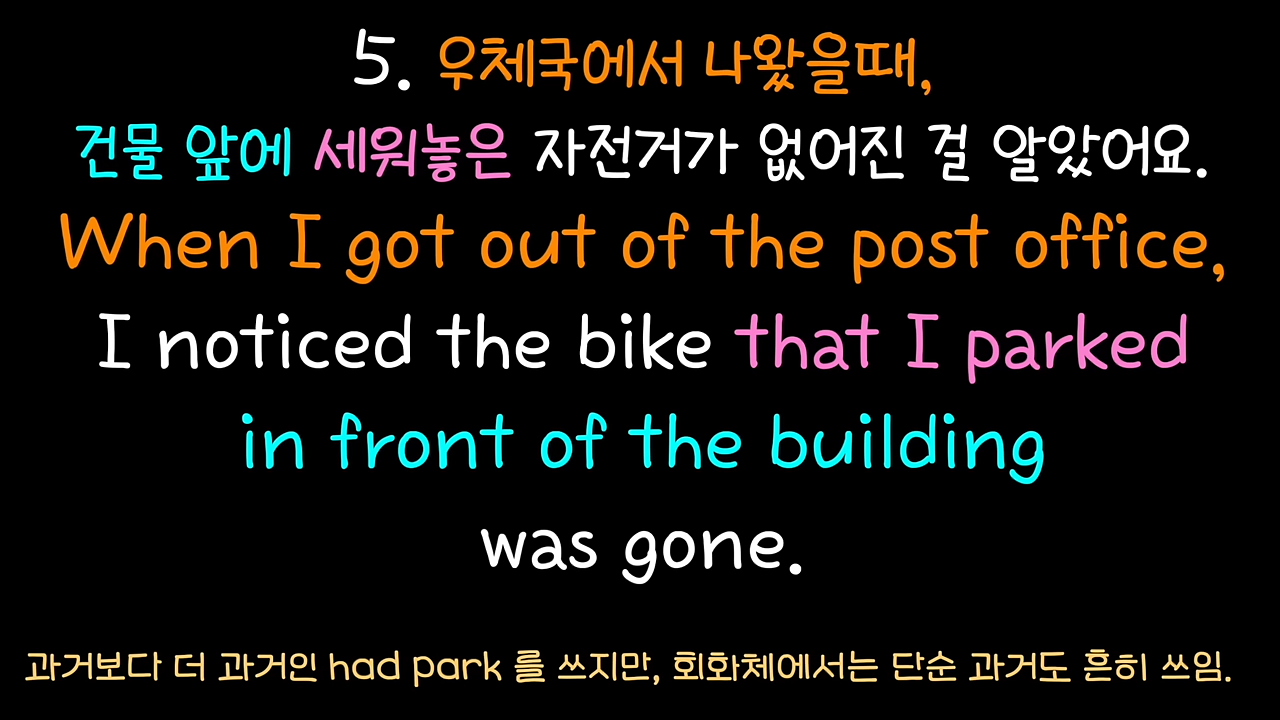 5. 우체국에서 나왔을때,
건물 앞에 세워놓은 자전거가 없어진 걸 알았어요.
When I got out of the post office,
I noticed the bike that I parked
in front of the building
was gone.
과거보다 더 과거인 had park 를 쓰지만, 회화체에서는 단순 과거도 흔히 쓰임.